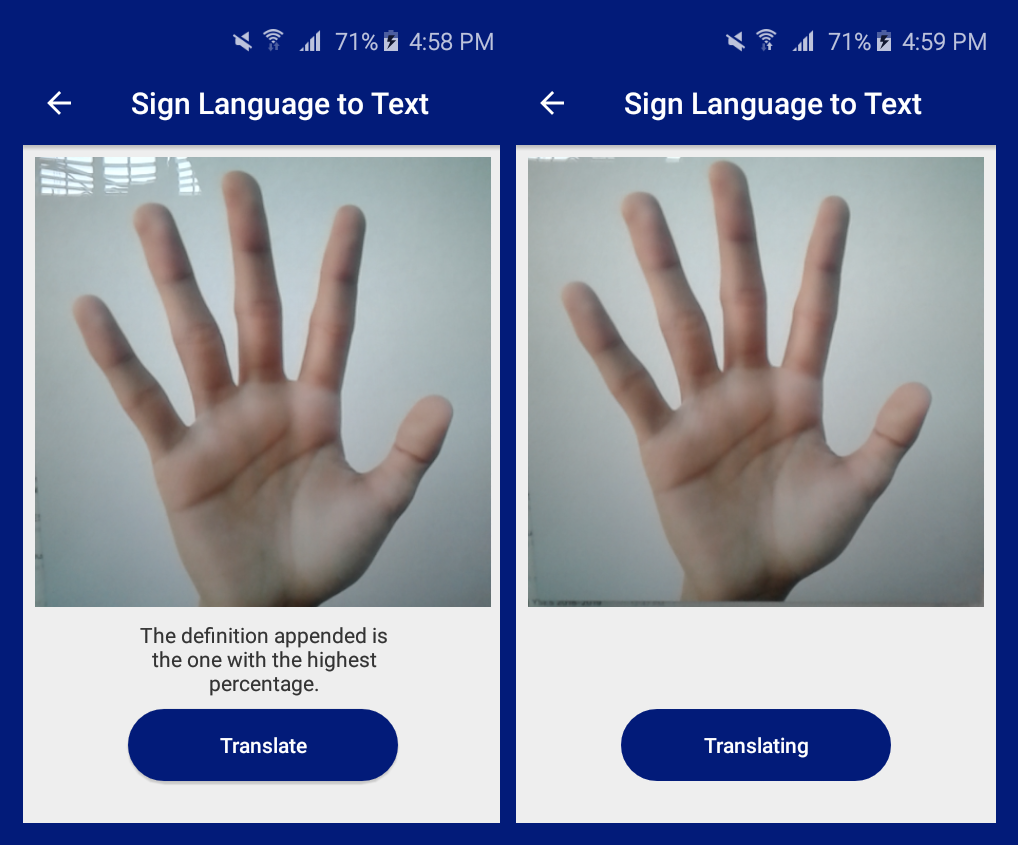 71% 4:58 PM
Sign Language to Text
The definition appended is
the one with the highest
percentage.
Translate
71% 4:59 PM
Sign Language to Text
Translating